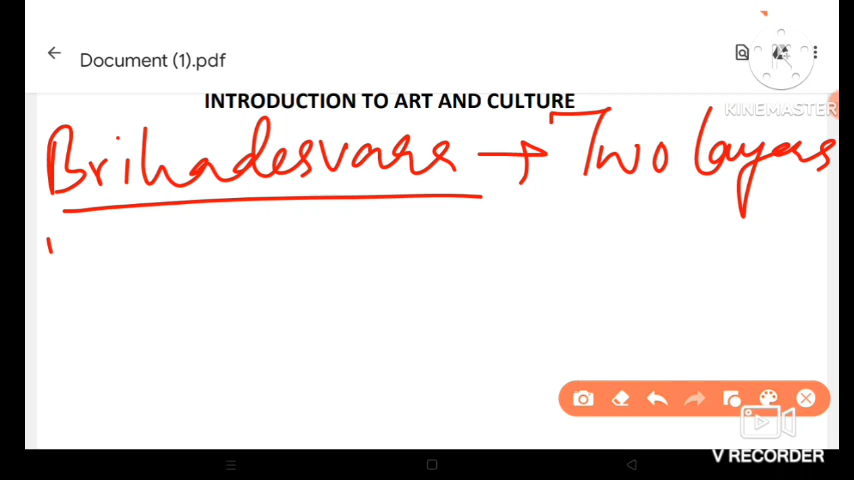 Document (1).pdf
KINEMASTER
INTRODUCTION TO ART AND CULTURE
Brihadesvara → Two layers
V RECORDER